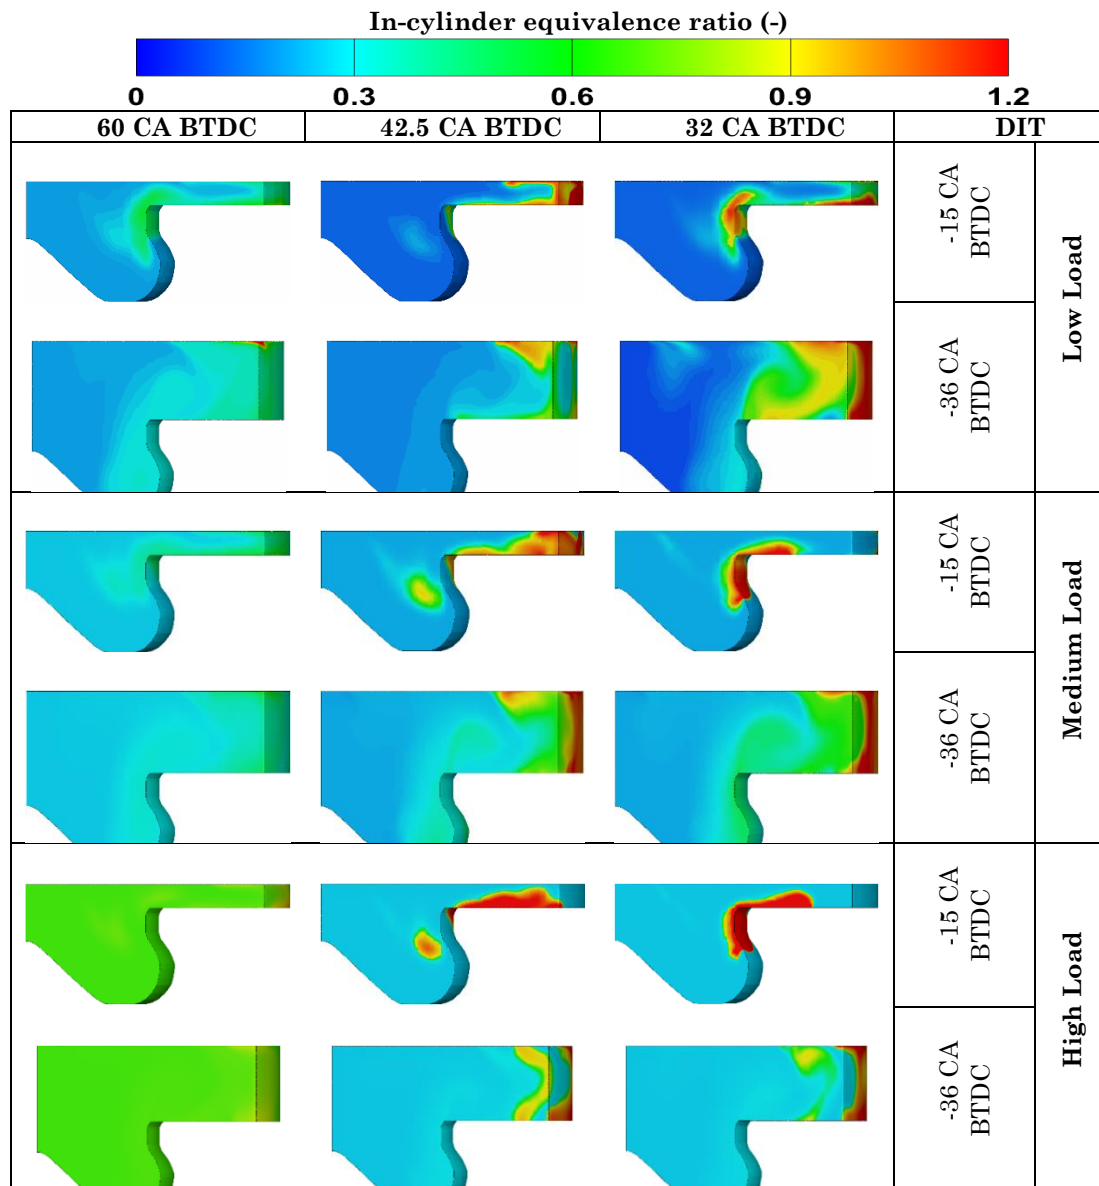 In-cylinder equivalence ratio (-)
0 0.3 0.6 0.9 1.2
60 CA BTDC 42.5 CA BTDC 32 CA BTDC DIT
-15 CA
BTDC
-36 CA
BTDC
Low Load
-15 CA
BTDC
-36 CA
BTDC
Medium Load
-15 CA
BTDC
-36 CA
BTDC
High Load